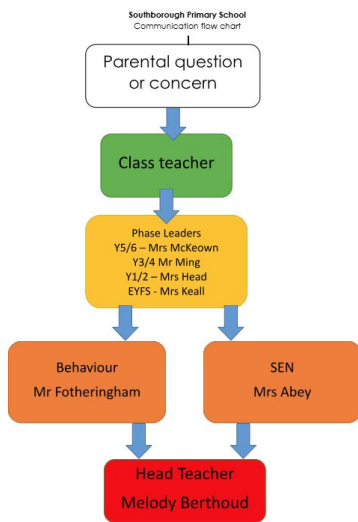 Southborough Primary School
Communication flow chart
Parental question
or concern
Class teacher
Phase Leaders
Y5/6 – Mrs McKeown
Y3/4 Mr Ming
Y1/2 – Mrs Head
EYFS - Mrs Keall
Behaviour
Mr Fotheringham
SEN
Mrs Abey
Head Teacher
Melody Berthoud